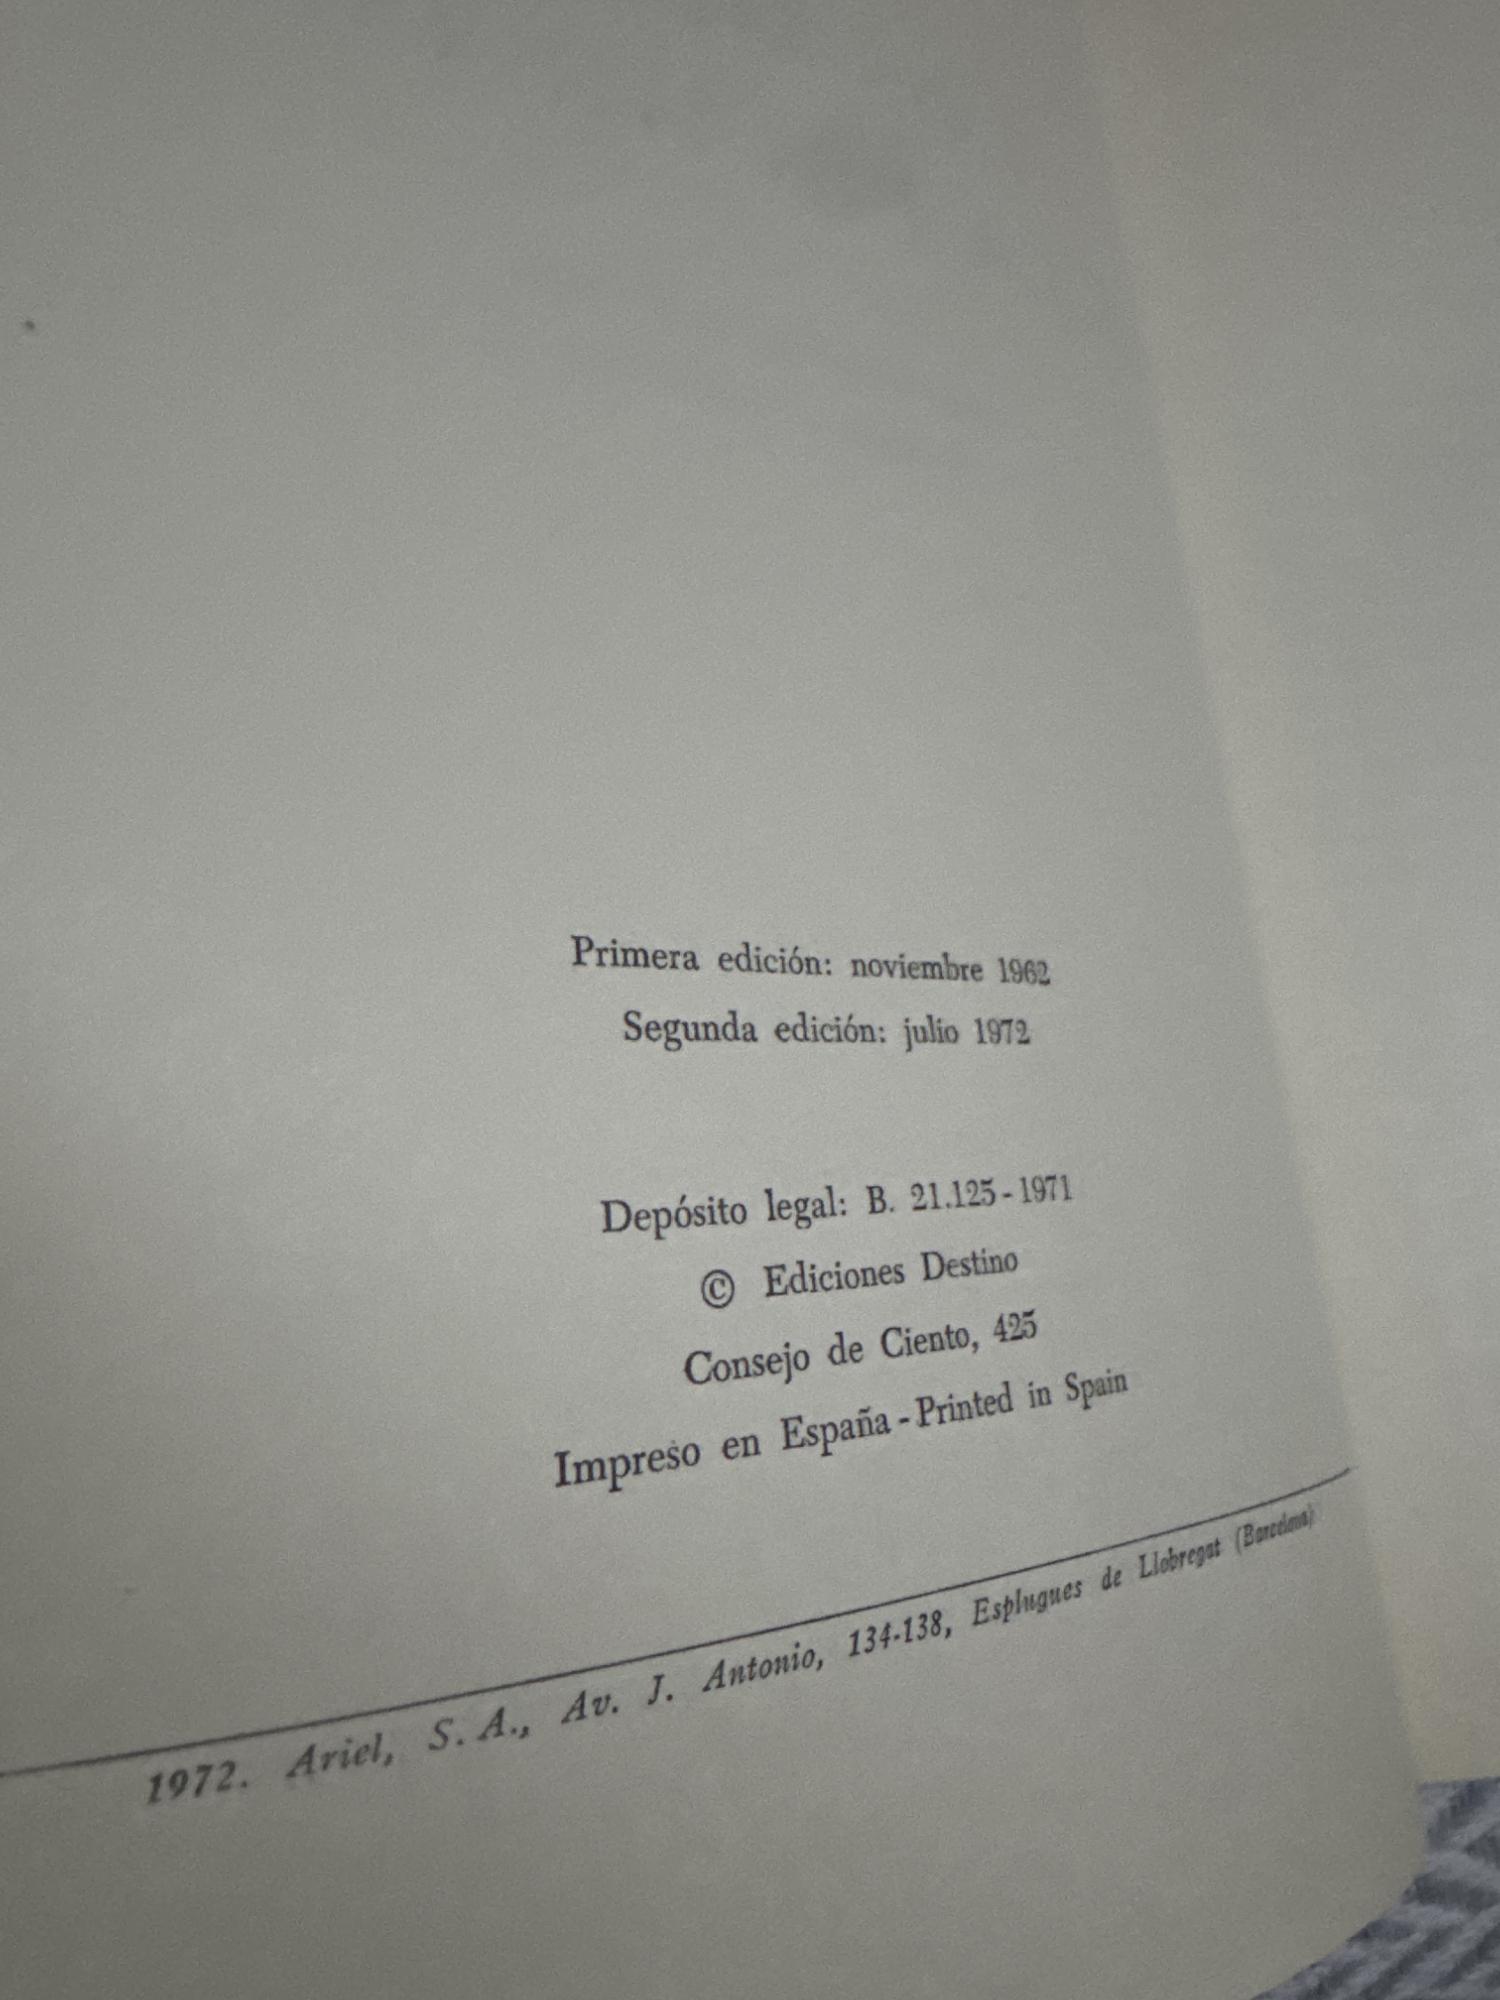 Primera edición: noviembre 1962
Segunda edición: julio 1972
Depósito legal: B. 21.125 - 1971
© Ediciones Destino
Consejo de Ciento, 425
Impreso en España - Printed in Spain
1972. Ariel, S. A., Av. J. Antonio, 134-138, Esplugues de Llobregat (Barcelona)